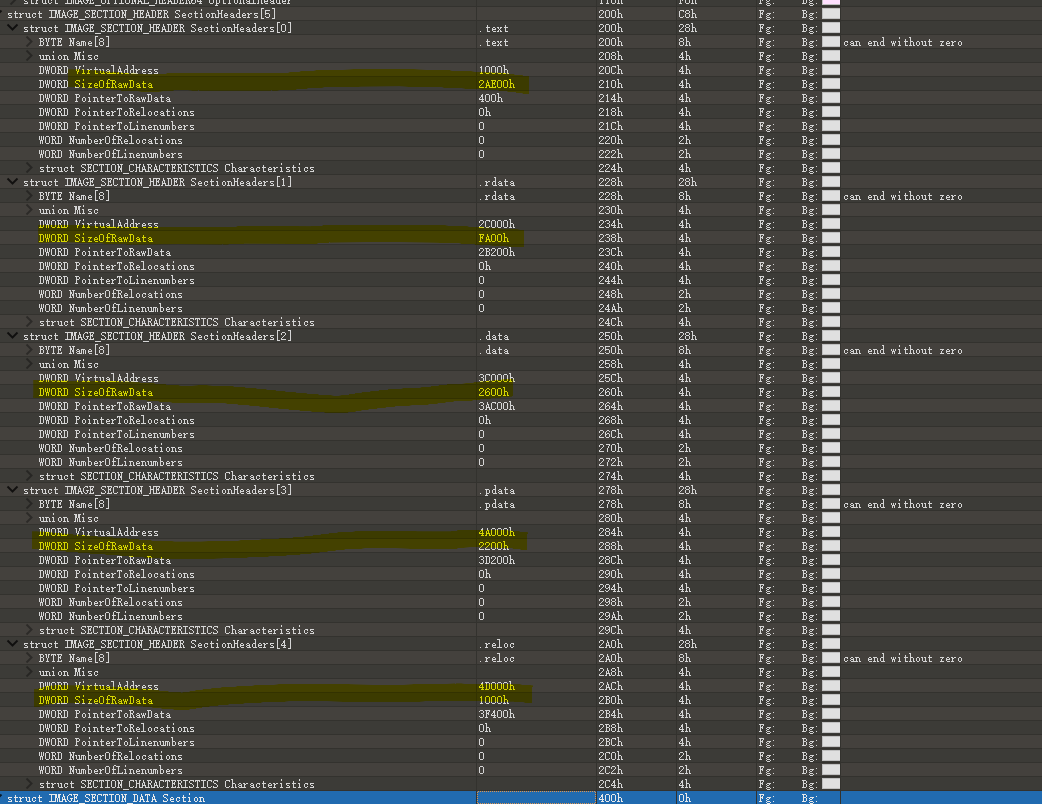 struct IMAGE_OPTIONAL_HEADER64 OptionalHeader 110h F0h Fg: Bg:
struct IMAGE_SECTION_HEADER SectionHeaders[5] 200h C8h Fg: Bg:
struct IMAGE_SECTION_HEADER SectionHeaders[0] .text 200h 28h Fg: Bg:
BYTE Name[8] .text 200h 8h Fg: Bg: can end without zero
union Misc 208h 4h Fg: Bg:
DWORD VirtualAddress 1000h 20Ch 4h Fg: Bg:
DWORD SizeOfRawData 2AE00h 210h 4h Fg: Bg:
DWORD PointerToRawData 400h 214h 4h Fg: Bg:
DWORD PointerToRelocations 0h 218h 4h Fg: Bg:
DWORD PointerToLinenumbers 0 21Ch 4h Fg: Bg:
WORD NumberOfRelocations 0 220h 2h Fg: Bg:
WORD NumberOfLinenumbers 0 222h 2h Fg: Bg:
struct SECTION_CHARACTERISTICS Characteristics 224h 4h Fg: Bg:
struct IMAGE_SECTION_HEADER SectionHeaders[1] .rdata 228h 28h Fg: Bg:
BYTE Name[8] .rdata 228h 8h Fg: Bg: can end without zero
union Misc 230h 4h Fg: Bg:
DWORD VirtualAddress 2C000h 234h 4h Fg: Bg:
DWORD SizeOfRawData FA00h 238h 4h Fg: Bg:
DWORD PointerToRawData 2B200h 23Ch 4h Fg: Bg:
DWORD PointerToRelocations 0h 240h 4h Fg: Bg:
DWORD PointerToLinenumbers 0 244h 4h Fg: Bg:
WORD NumberOfRelocations 0 248h 2h Fg: Bg:
WORD NumberOfLinenumbers 0 24Ah 2h Fg: Bg:
struct SECTION_CHARACTERISTICS Characteristics 24Ch 4h Fg: Bg:
struct IMAGE_SECTION_HEADER SectionHeaders[2] .data 250h 28h Fg: Bg:
BYTE Name[8] .data 250h 8h Fg: Bg: can end without zero
union Misc 258h 4h Fg: Bg:
DWORD VirtualAddress 3C000h 25Ch 4h Fg: Bg:
DWORD SizeOfRawData 2600h 260h 4h Fg: Bg:
DWORD PointerToRawData 3AC00h 264h 4h Fg: Bg:
DWORD PointerToRelocations 0h 268h 4h Fg: Bg:
DWORD PointerToLinenumbers 0 26Ch 4h Fg: Bg:
WORD NumberOfRelocations 0 270h 2h Fg: Bg:
WORD NumberOfLinenumbers 0 272h 2h Fg: Bg:
struct SECTION_CHARACTERISTICS Characteristics 274h 4h Fg: Bg:
struct IMAGE_SECTION_HEADER SectionHeaders[3] .pdata 278h 28h Fg: Bg:
BYTE Name[8] .pdata 278h 8h Fg: Bg: can end without zero
union Misc 280h 4h Fg: Bg:
DWORD VirtualAddress 4A000h 284h 4h Fg: Bg:
DWORD SizeOfRawData 2200h 288h 4h Fg: Bg:
DWORD PointerToRawData 3D200h 28Ch 4h Fg: Bg:
DWORD PointerToRelocations 0h 290h 4h Fg: Bg:
DWORD PointerToLinenumbers 0 294h 4h Fg: Bg:
WORD NumberOfRelocations 0 298h 2h Fg: Bg:
WORD NumberOfLinenumbers 0 29Ah 2h Fg: Bg:
struct SECTION_CHARACTERISTICS Characteristics 29Ch 4h Fg: Bg:
struct IMAGE_SECTION_HEADER SectionHeaders[4] .reloc 2A0h 28h Fg: Bg:
BYTE Name[8] .reloc 2A0h 8h Fg: Bg: can end without zero
union Misc 2A8h 4h Fg: Bg:
DWORD VirtualAddress 4D000h 2ACh 4h Fg: Bg:
DWORD SizeOfRawData 1000h 2B0h 4h Fg: Bg:
DWORD PointerToRawData 3F400h 2B4h 4h Fg: Bg:
DWORD PointerToRelocations 0h 2B8h 4h Fg: Bg:
DWORD PointerToLinenumbers 0 2BCh 4h Fg: Bg:
WORD NumberOfRelocations 0 2C0h 2h Fg: Bg:
WORD NumberOfLinenumbers 0 2C2h 2h Fg: Bg:
struct SECTION_CHARACTERISTICS Characteristics 2C4h 4h Fg: Bg:
struct IMAGE_SECTION_DATA Section 400h 0h Fg: Bg: